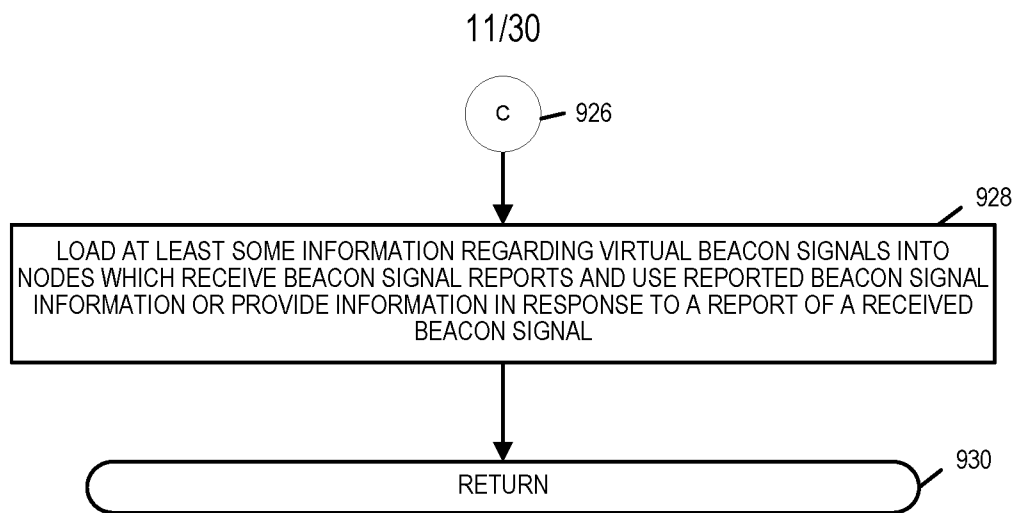 11/30
C
926
928
LOAD AT LEAST SOME INFORMATION REGARDING VIRTUAL BEACON SIGNALS INTO
NODES WHICH RECEIVE BEACON SIGNAL REPORTS AND USE REPORTED BEACON SIGNAL
INFORMATION OR PROVIDE INFORMATION IN RESPONSE TO A REPORT OF A RECEIVED
BEACON SIGNAL
930
RETURN